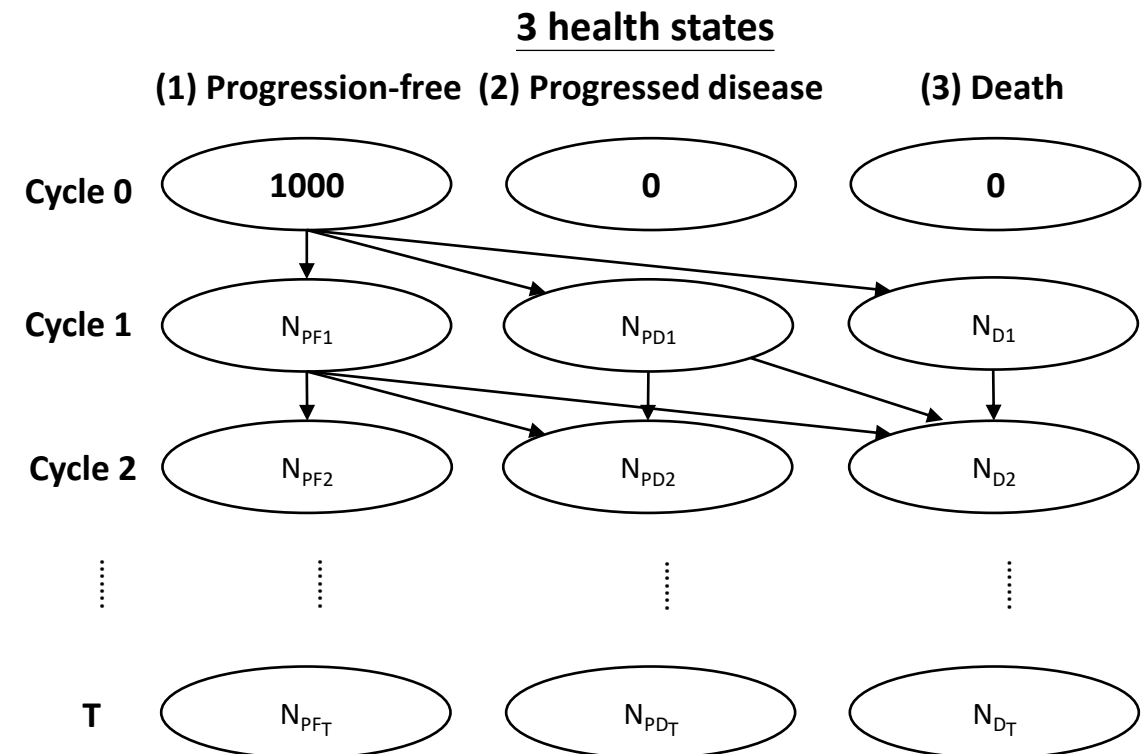 3 health states
(1) Progression-free (2) Progressed disease (3) Death
Cycle 0 1000 0 0
Cycle 1 N_PF1 N_PD1 N_D1
Cycle 2 N_PF2 N_PD2 N_D2
T N_PF_T N_PD_T N_D_T